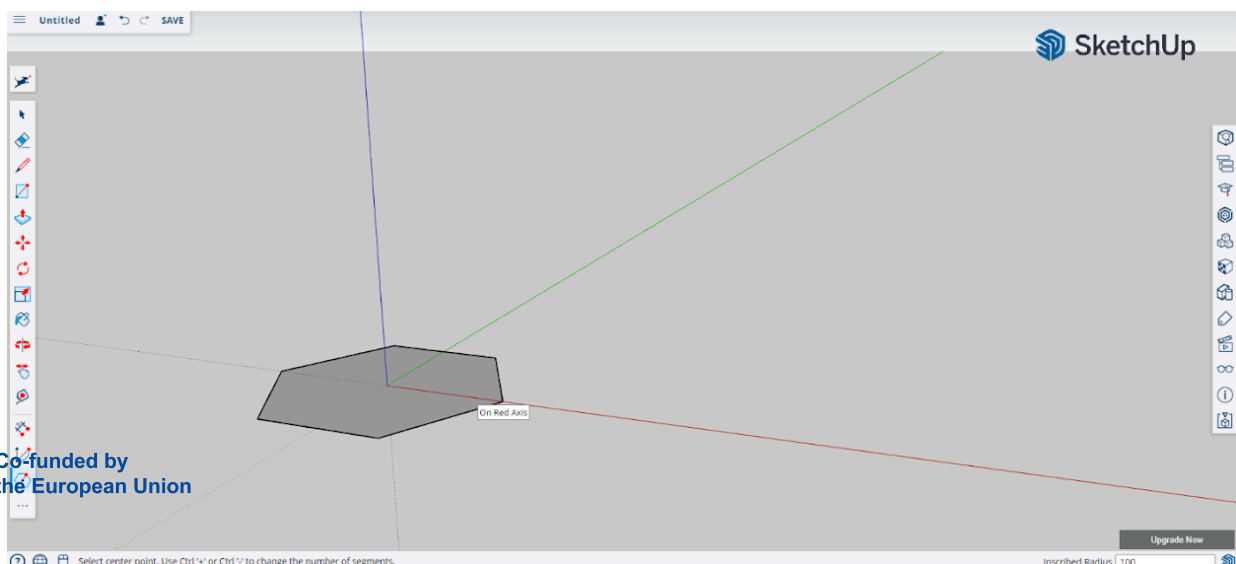 Untitled SAVE
SketchUp
On Red Axis
Co-funded by
the European Union
Upgrade Now
Select center point. Use Ctrl '+' or Ctrl '-' to change the number of segments.
Inscribed Radius 100